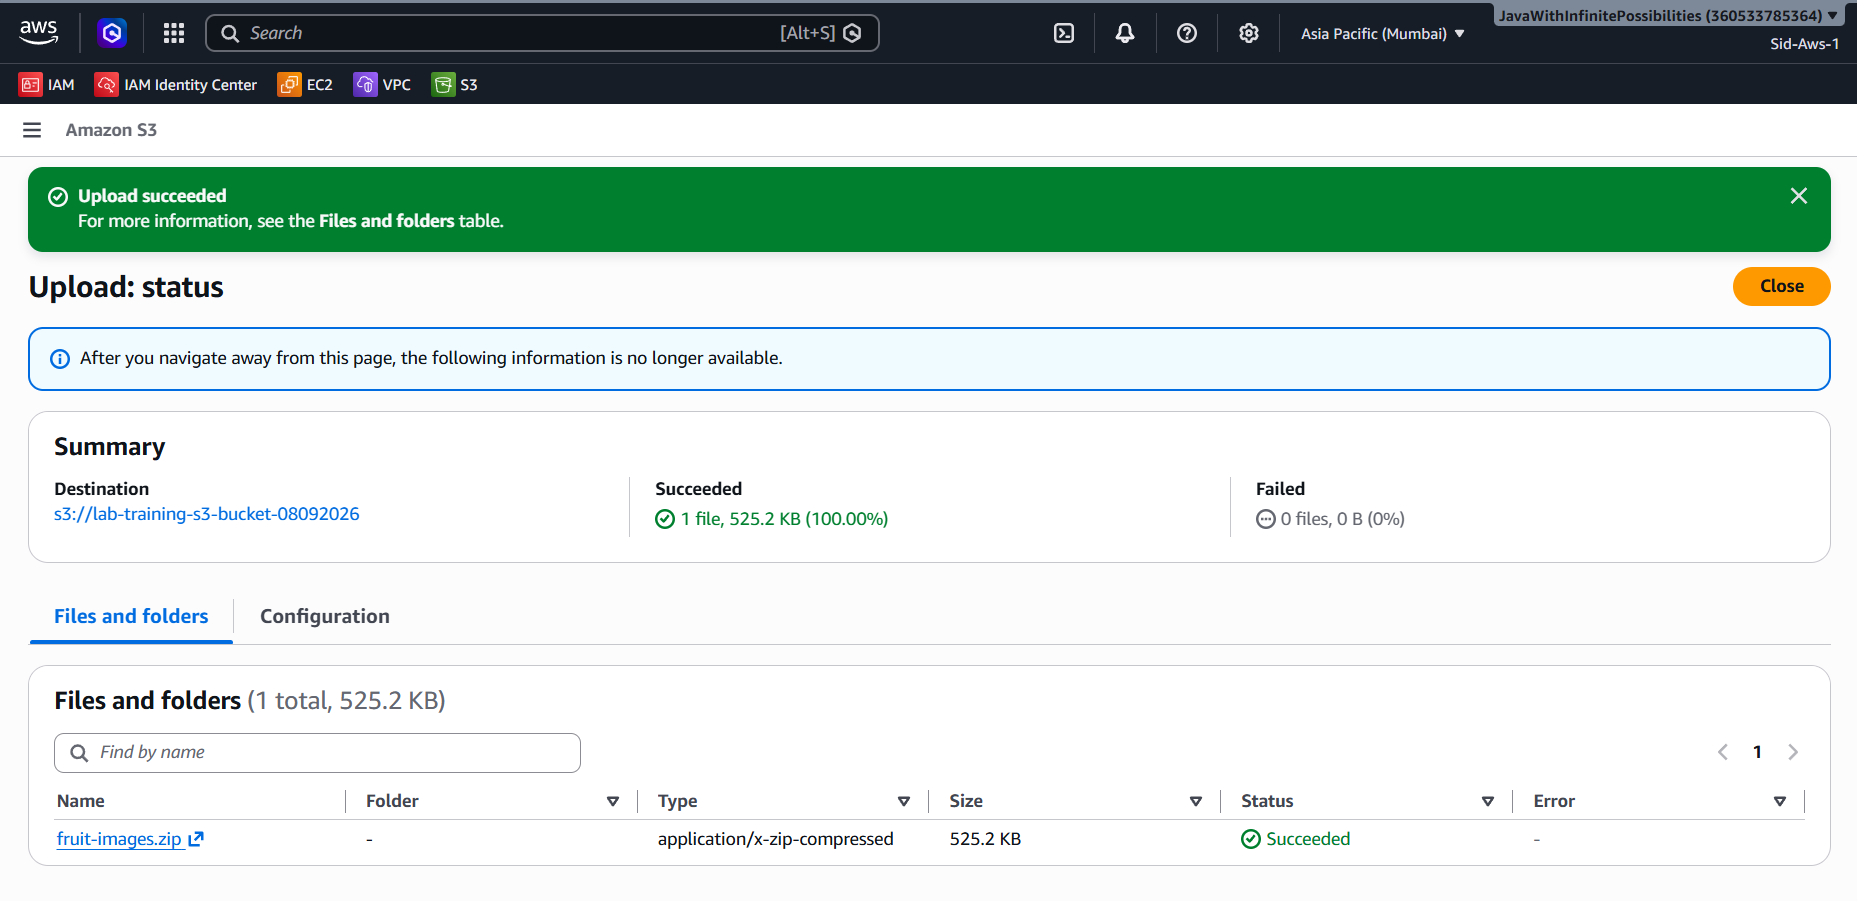 aws
Search
[Alt+S]
Asia Pacific (Mumbai)
JavaWithInfinitePossibilities (360533785364)
Sid-Aws-1
IAM
IAM Identity Center
EC2
VPC
S3
Amazon S3
Upload succeeded
For more information, see the Files and folders table.
Upload: status
Close
After you navigate away from this page, the following information is no longer available.
Summary
Destination
s3://lab-training-s3-bucket-08092026
Succeeded
1 file, 525.2 KB (100.00%)
Failed
0 files, 0 B (0%)
Files and folders
Configuration
Files and folders (1 total, 525.2 KB)
Find by name
1
Name Folder Type Size Status Error
fruit-images.zip - application/x-zip-compressed 525.2 KB Succeeded -